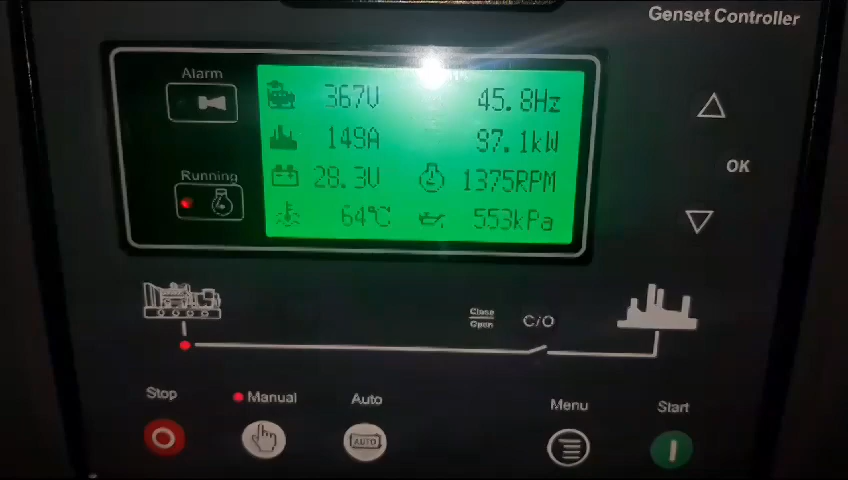 Genset Controller
Alarm
367V 45.8Hz
149A 97.1kW
Running
28.3V 1375RPM
64°C 553kPa
OK
Close
Open
C/O
Stop
Manual
Auto
Menu
Start
AUTO